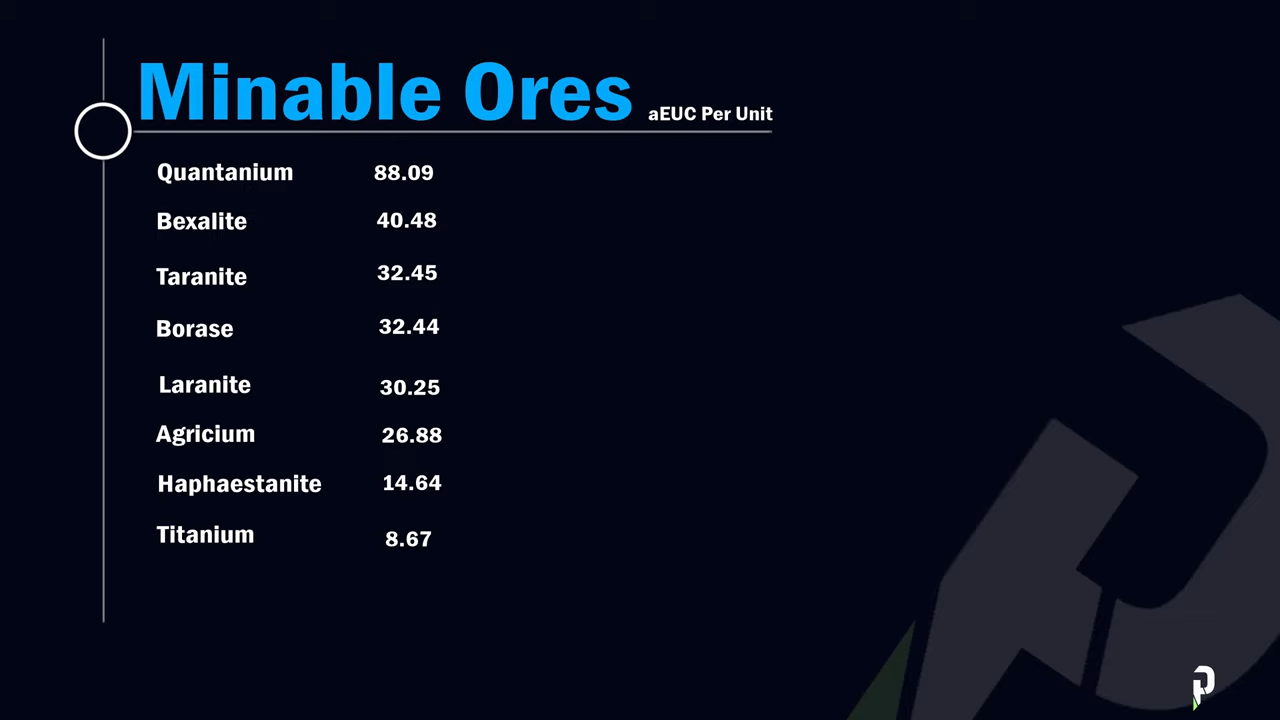 Minable Ores aEUC Per Unit
Quantanium 88.09
Bexalite 40.48
Taranite 32.45
Borase 32.44
Laranite 30.25
Agricium 26.88
Haphaestanite 14.64
Titanium 8.67